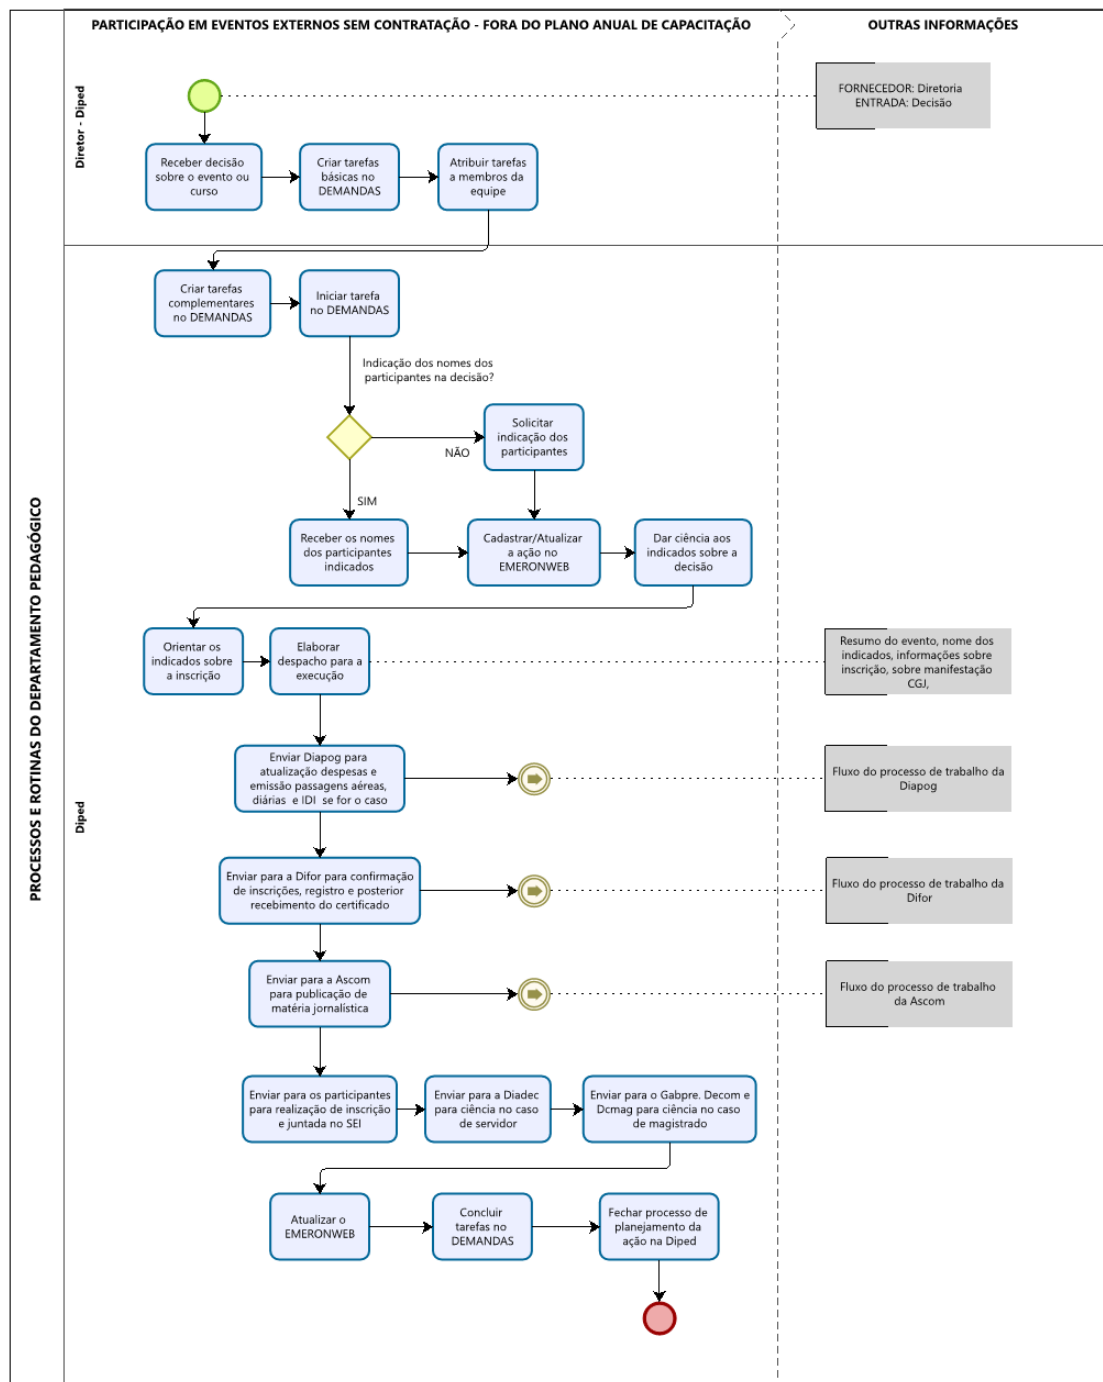 PARTICIPAÇÃO EM EVENTOS EXTERNOS SEM CONTRATAÇÃO - FORA DO PLANO ANUAL DE CAPACITAÇÃO
OUTRAS INFORMAÇÕES
PROCESSOS E ROTINAS DO DEPARTAMENTO PEDAGÓGICO
Diretor - Diped
FORNECEDOR: Diretoria
ENTRADA: Decisão
Receber decisão
sobre o evento ou
curso
Criar tarefas
básicas no
DEMANDAS
Atribuir tarefas
a membros da
equipe
Diped
Criar tarefas
complementares
no DEMANDAS
Iniciar tarefa
no DEMANDAS
Indicação dos nomes dos
participantes na decisão?
Solicitar
indicação dos
participantes
NÃO
SIM
Receber os nomes
dos participantes
indicados
Cadastrar/Atualizar
a ação no
EMERONWEB
Dar ciência aos
indicados sobre a
decisão
Orientar os
indicados sobre
a inscrição
Elaborar
despacho para a
execução
Resumo do evento, nome dos
indicados, informações sobre
inscrição, sobre manifestação
CGJ,
Enviar Diapog para
atualização despesas e
emissão passagens aéreas,
diárias e IDI se for o caso
Fluxo do processo de trabalho da
Diapog
Enviar para a Difor para confirmação
de inscrições, registro e posterior
recebimento do certificado
Fluxo do processo de trabalho da
Difor
Enviar para a Ascom
para publicação de
matéria jornalística
Fluxo do processo de trabalho
da Ascom
Enviar para os participantes
para realização de inscrição
e juntada no SEI
Enviar para a Diadec
para ciência no caso
de servidor
Enviar para o Gabpre. Decom e
Dcmag para ciência no caso
de magistrado
Atualizar o
EMERONWEB
Concluir
tarefas no
DEMANDAS
Fechar processo de
planejamento da
ação na Diped